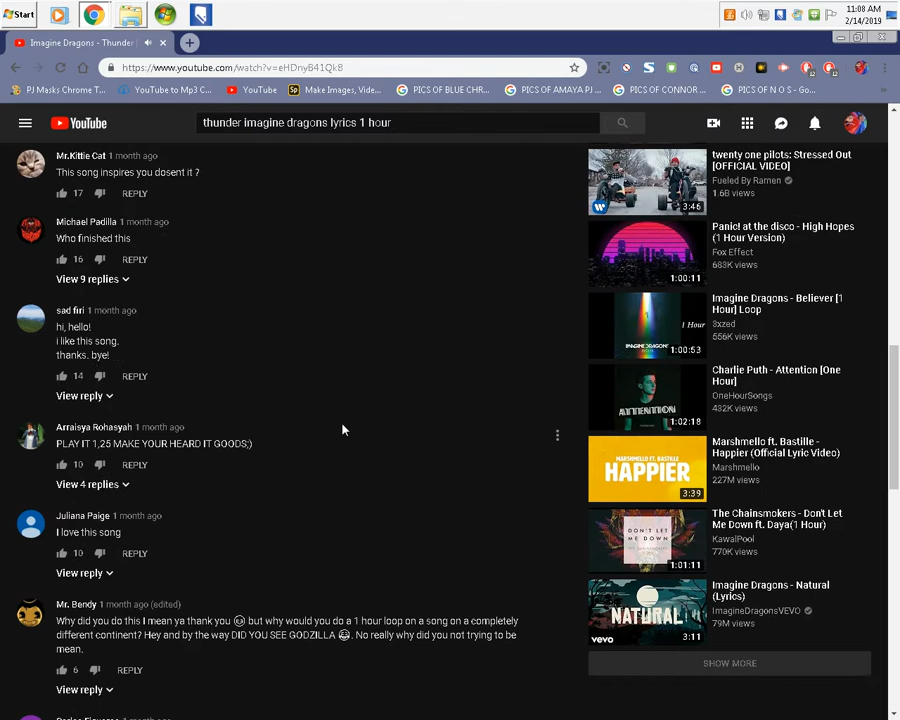 Start
11:08 AM
2/14/2019
Imagine Dragons - Thunder
https://www.youtube.com/watch?v=eHDnyB41Qk8
12
12
PJ Masks Chrome T...
YouTube to Mp3 C...
YouTube
Sp
Make Images, Vide...
PICS OF BLUE CHR...
PICS OF AMAYA PJ ...
PICS OF CONNOR ...
PICS OF N O S - Go...
YouTube
thunder imagine dragons lyrics 1 hour
Mr.Kittie Cat 1 month ago
This song inspires you dosent it ?
17 REPLY
Michael Padilla 1 month ago
Who finished this
16 REPLY
View 9 replies
sad firi 1 month ago
hi, hello!
i like this song.
thanks. bye!
14 REPLY
View reply
Arraisya Rohasyah 1 month ago
PLAY IT 1,25 MAKE YOUR HEARD IT GOODS;)
10 REPLY
View 4 replies
Juliana Paige 1 month ago
I love this song
10 REPLY
View reply
Mr. Bendy 1 month ago (edited)
Why did you do this I mean ya thank you 😂 but why would you do a 1 hour loop on a song on a completely
different continent? Hey and by the way DID YOU SEE GODZILLA 😂. No really why did you not trying to be
mean.
6 REPLY
View reply
twenty one pilots: Stressed Out
[OFFICIAL VIDEO]
Fueled By Ramen
1.6B views
3:46
Panic! at the disco - High Hopes
(1 Hour Version)
Fox Effect
683K views
1:00:11
Imagine Dragons - Believer [1
Hour] Loop
3xzed
556K views
1 Hour
IMAGINE DRAGONS
1:00:53
Charlie Puth - Attention [One
Hour]
OneHourSongs
432K views
ATTENTION
1:02:18
Marshmello ft. Bastille -
Happier (Official Lyric Video)
Marshmello
227M views
MARSHMELLO FT. BASTILLE
HAPPIER
3:39
The Chainsmokers - Don't Let
Me Down ft. Daya(1 Hour)
KawalPool
770K views
DON'T LET
ME DOWN
1:01:11
Imagine Dragons - Natural
(Lyrics)
ImagineDragonsVEVO
79M views
NATURAL
vevo
3:11
SHOW MORE